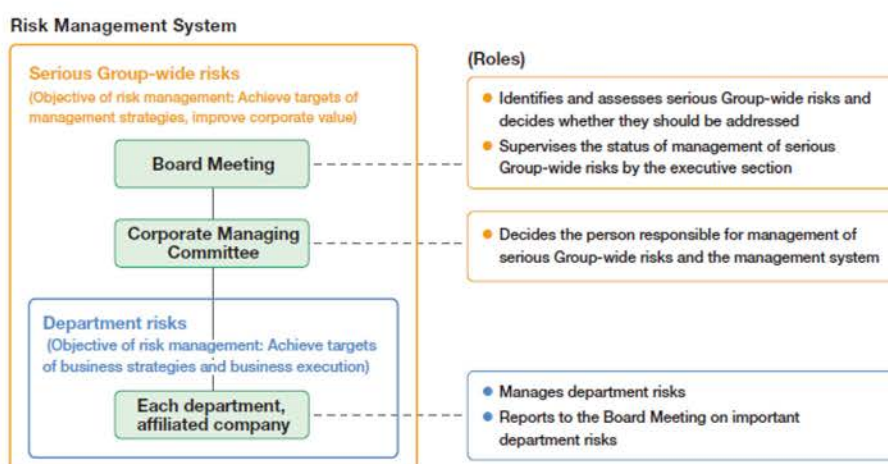 Risk Management System
Serious Group-wide risks
(Objective of risk management: Achieve targets of
management strategies, improve corporate value)
Board Meeting
Corporate Managing
Committee
Department risks
(Objective of risk management: Achieve targets
of business strategies and business execution)
Each department,
affiliated company
(Roles)
● Identifies and assesses serious Group-wide risks and
decides whether they should be addressed
● Supervises the status of management of serious
Group-wide risks by the executive section
● Decides the person responsible for management of
serious Group-wide risks and the management system
● Manages department risks
● Reports to the Board Meeting on important
department risks